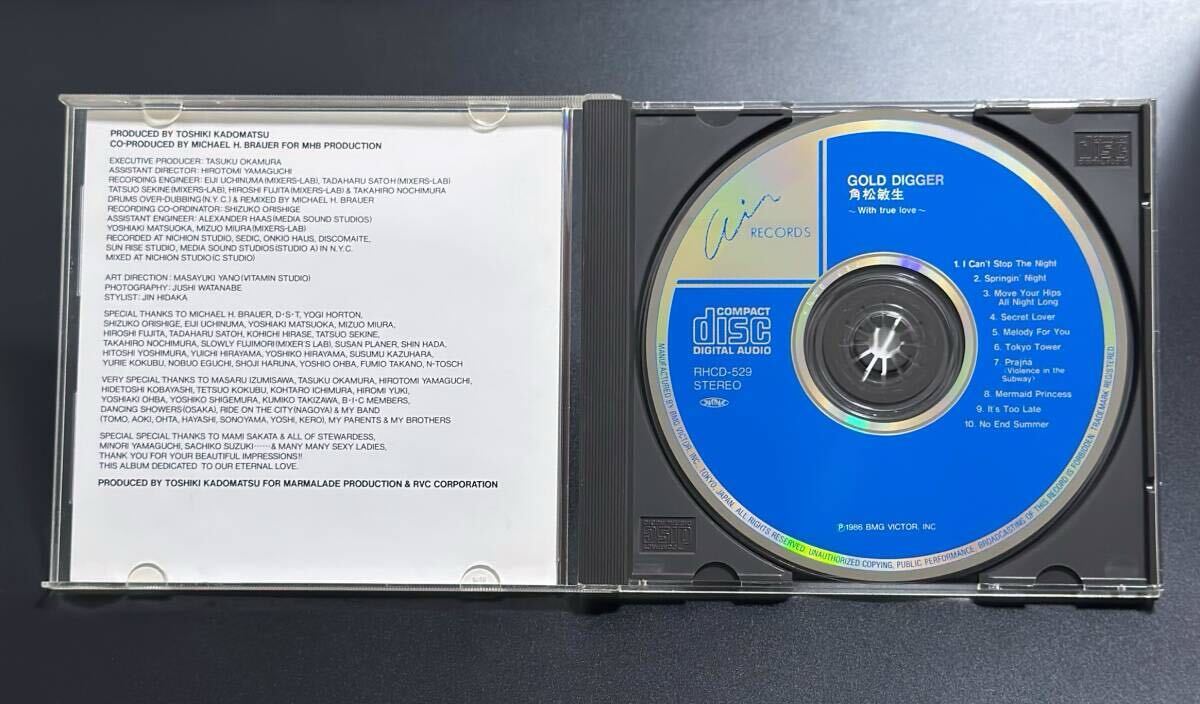 PRODUCED BY TOSHIKI KADOMATSU
CO-PRODUCED BY MICHAEL H. BRAUER FOR MHB PRODUCTION
EXECUTIVE PRODUCER: TASUKU OKAMURA
ASSISTANT DIRECTOR: HIROTOMI YAMAGUCHI
RECORDING ENGINEER: EIJI UCHINUMA (MIXERS-LAB), TADAHARU SATOH (MIXERS-LAB)
TATSUO SEKINE (MIXERS-LAB), HIROSHI FUJITA (MIXERS-LAB) & TAKAHIRO NOCHIMURA
DRUMS OVER-DUBBING (N.Y.C.) & REMIXED BY MICHAEL H. BRAUER
RECORDING CO-ORDINATOR: SHIZUKO ORISHIGE
ASSISTANT ENGINEER: ALEXANDER HAAS (MEDIA SOUND STUDIOS)
YOSHIAKI MATSUOKA, MIZUO MIURA (MIXERS-LAB)
RECORDED AT NICHION STUDIO, SEDIC, ONKIO HAUS, DISCOMAITE,
SUN RISE STUDIO, MEDIA SOUND STUDIOS (STUDIO A) IN N.Y.C.
MIXED AT NICHION STUDIO (C STUDIO)
ART DIRECTION: MASAYUKI YANO (VITAMIN STUDIO)
PHOTOGRAPHY: JUSHI WATANABE
STYLIST: JIN HIDAKA
SPECIAL THANKS TO MICHAEL H. BRAUER, D·S·T, YOGI HORTON,
SHIZUKO ORISHIGE, EIJI UCHINUMA, YOSHIAKI MATSUOKA, MIZUO MIURA,
HIROSHI FUJITA, TADAHARU SATOH, KOHICHI HIRASE, TATSUO SEKINE,
TAKAHIRO NOCHIMURA, SLOWLY FUJIMORI (MIXER'S LAB), SUSAN PLANER, SHIN HADA,
HITOSHI YOSHIMURA, YUICHI HIRAYAMA, YOSHIKO HIRAYAMA, SUSUMU KAZUHARA,
YURIE KOKUBU, NOBUO EGUCHI, SHOJI HARUNA, YOSHIO OHBA, FUMIO TAKANO, N-TOSCH
VERY SPECIAL THANKS TO MASARU IZUMISAWA, TASUKU OKAMURA, HIROTOMI YAMAGUCHI,
HIDETOSHI KOBAYASHI, TETSUO KOKUBU, KOHTARO ICHIMURA, HIROMI YUKI,
YOSHIAKI OHBA, YOSHIKO SHIGEMURA, KUMIKO TAKIZAWA, B·I·C MEMBERS,
DANCING SHOWERS (OSAKA), RIDE ON THE CITY (NAGOYA) & MY BAND
(TOMO, AOKI, OHTA, HAYASHI, SONOYAMA, YOSHI, KERO), MY PARENTS & MY BROTHERS
SPECIAL SPECIAL THANKS TO MAMI SAKATA & ALL OF STEWARDESS,
MINORI YAMAGUCHI, SACHIKO SUZUKI……& MANY MANY SEXY LADIES,
THANK YOU FOR YOUR BEAUTIFUL IMPRESSIONS!!
THIS ALBUM DEDICATED TO OUR ETERNAL LOVE.
PRODUCED BY TOSHIKI KADOMATSU FOR MARMALADE PRODUCTION & RVC CORPORATION
Air
RECORDS
GOLD DIGGER
角松敏生
~With true love~
COMPACT
disc
DIGITAL AUDIO
RHCD-529
STEREO
1. I Can't Stop The Night
2. Springin' Night
3. Move Your Hips
All Night Long
4. Secret Lover
5. Melody For You
6. Tokyo Tower
7. Prajña
(Violence in the
Subway)
8. Mermaid Princess
9. It's Too Late
10. No End Summer
Ⓟ1986 BMG VICTOR, INC
MANUFACTURED BY BMG VICTOR, INC. TOKYO, JAPAN. ALL RIGHTS RESERVED. UNAUTHORIZED COPYING, PUBLIC PERFORMANCE, BROADCASTING OF THIS RECORD IS FORBIDDEN. TRADEMARK REGISTERED.